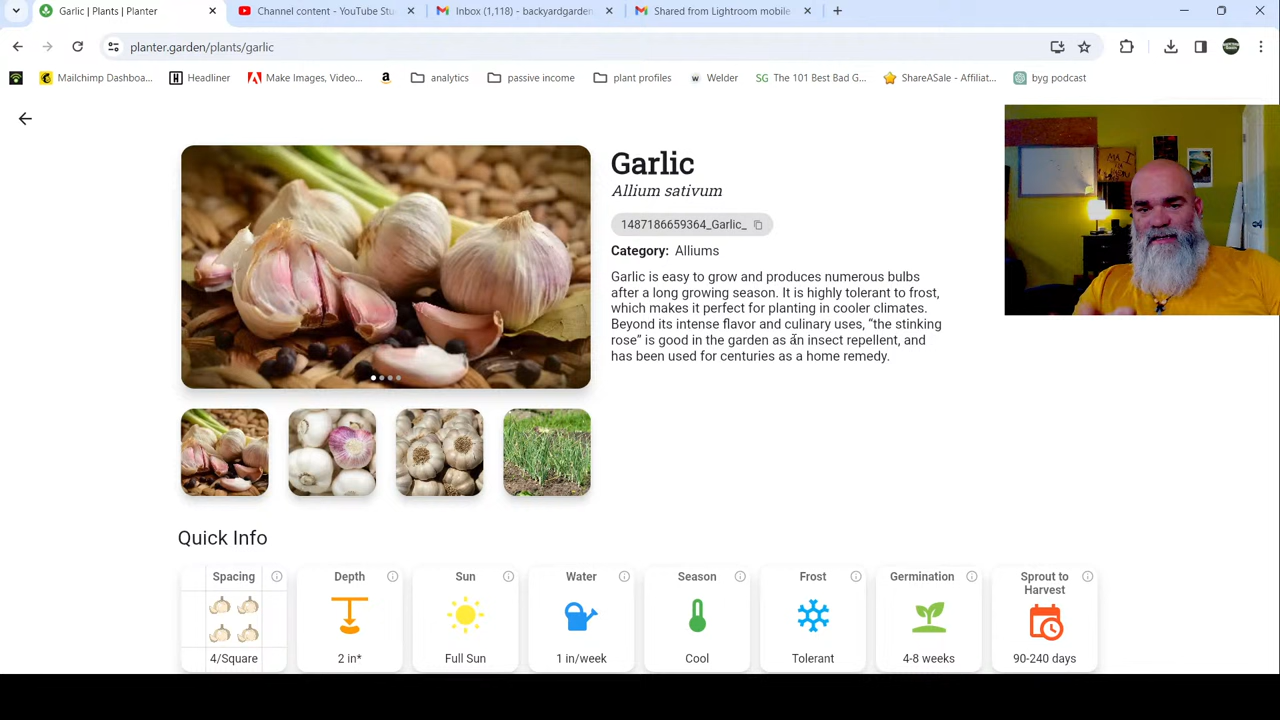 Garlic | Plants | Planter
Channel content - YouTube Stu
Inbox (1,118) - backyardgarden
Shared from Lightroom mobile
planter.garden/plants/garlic
Mailchimp Dashboa...
Headliner
Make Images, Video...
analytics
passive income
plant profiles
Welder
SG The 101 Best Bad G...
ShareASale - Affiliat...
byg podcast
Garlic
Allium sativum
1487186659364_Garlic_
Category: Alliums
Garlic is easy to grow and produces numerous bulbs
after a long growing season. It is highly tolerant to frost,
which makes it perfect for planting in cooler climates.
Beyond its intense flavor and culinary uses, “the stinking
rose” is good in the garden as an insect repellent, and
has been used for centuries as a home remedy.
Quick Info
Spacing
Depth
Sun
Water
Season
Frost
Germination
Sprout to
Harvest
4/Square
2 in*
Full Sun
1 in/week
Cool
Tolerant
4-8 weeks
90-240 days